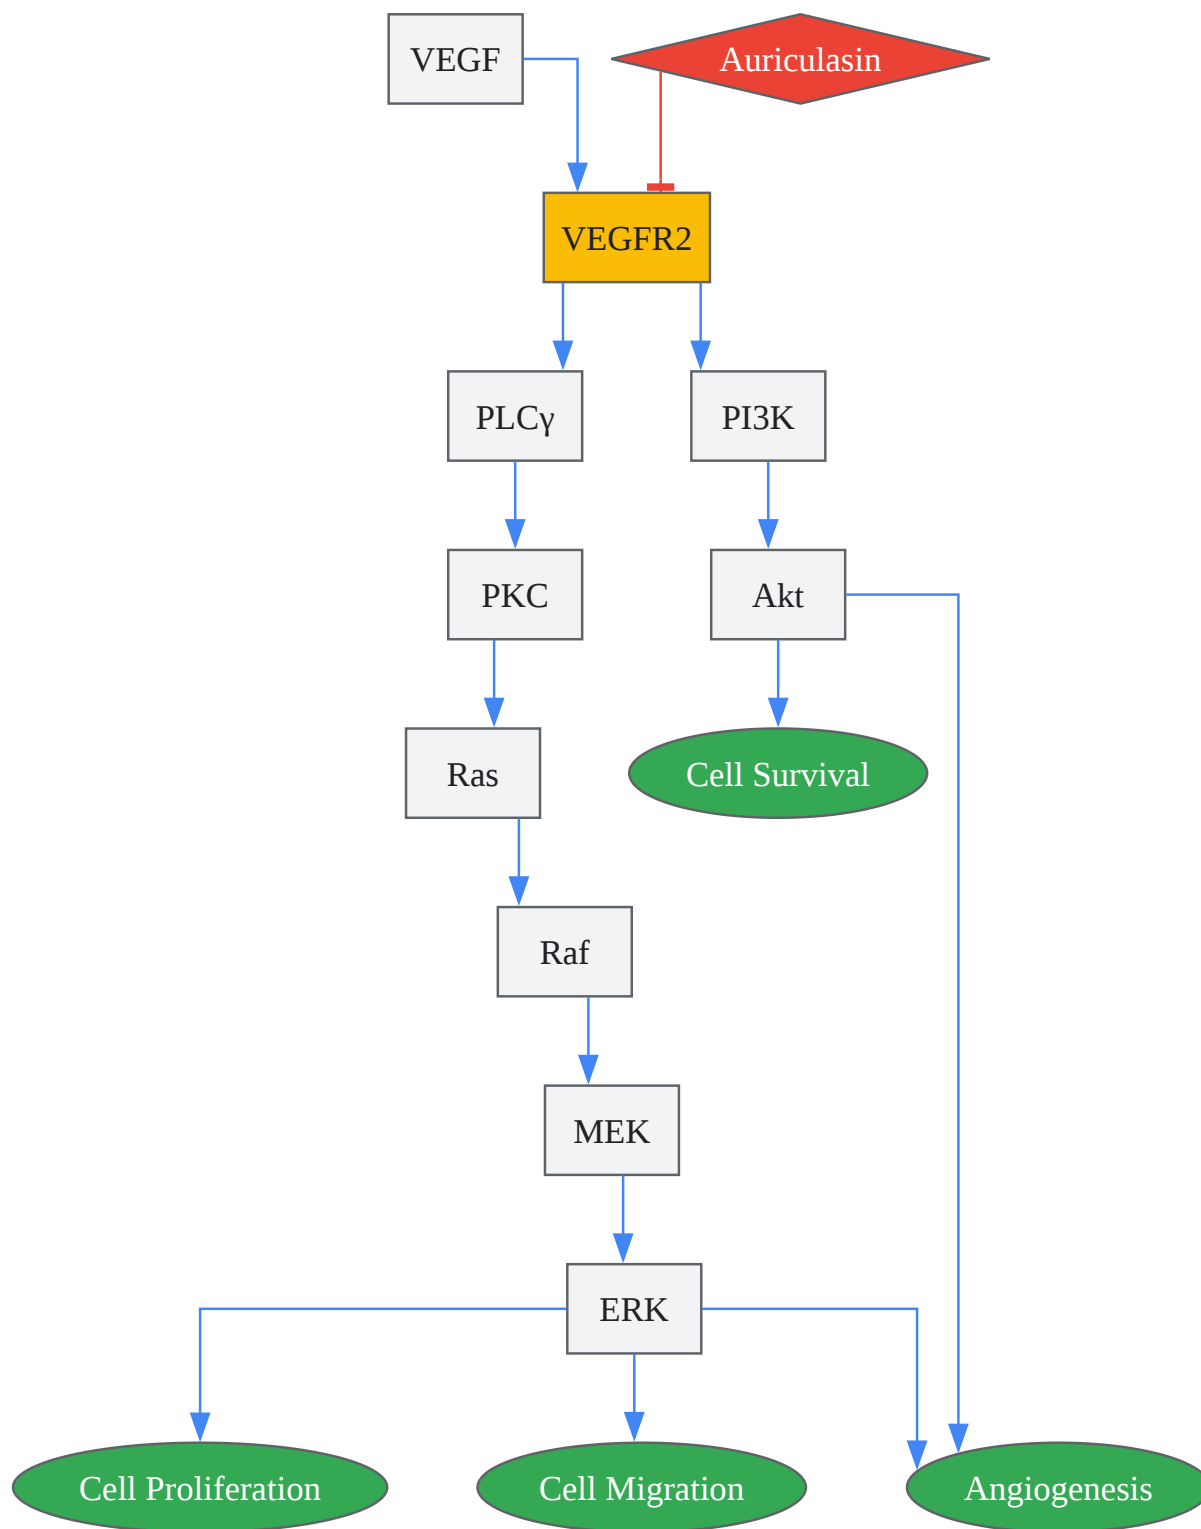 VEGF
Auriculasin
VEGFR2
PLCγ
PI3K
PKC
Akt
Ras
Cell Survival
Raf
MEK
ERK
Cell Proliferation
Cell Migration
Angiogenesis